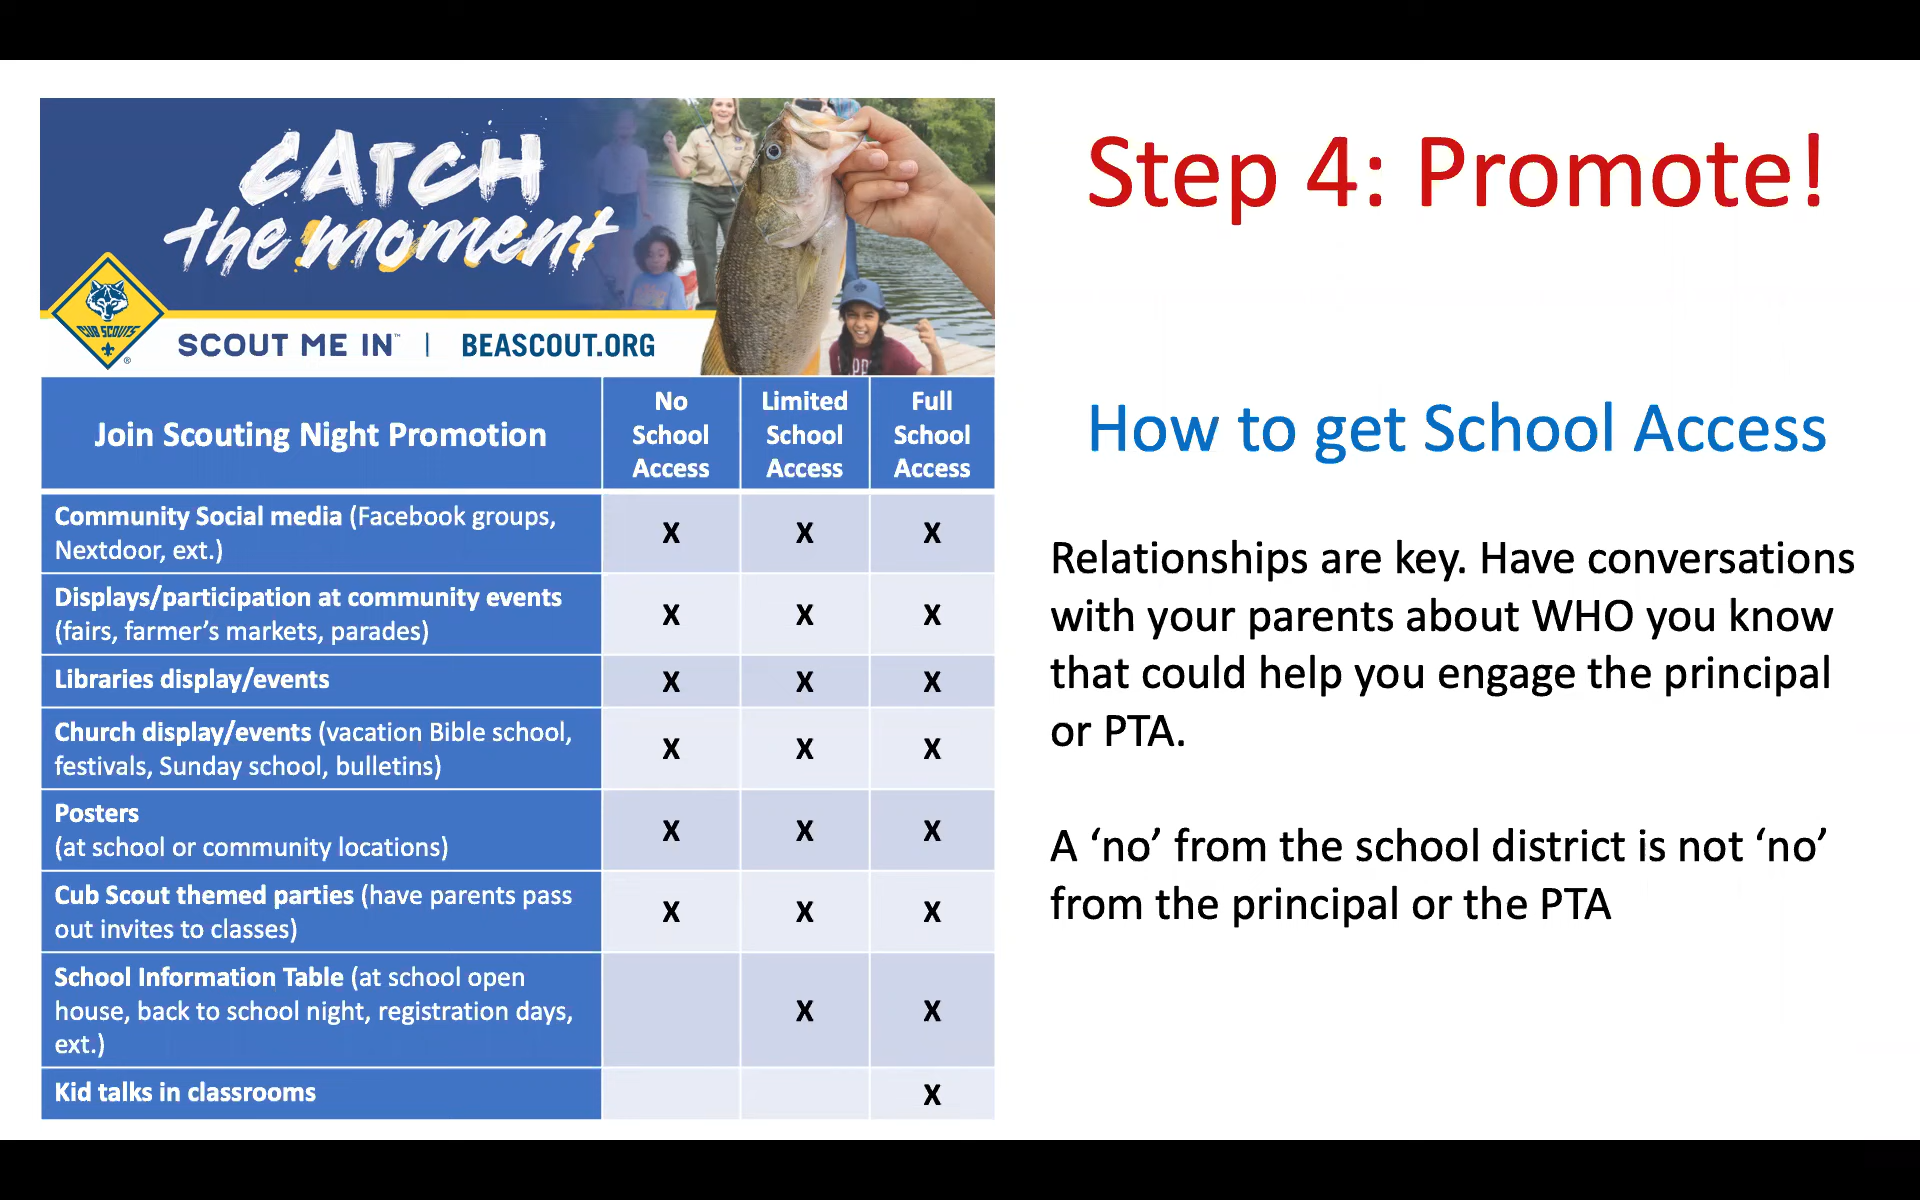 CATCH
the moment
CUB SCOUTS
®
SCOUT ME IN™ | BEASCOUT.ORG
Join Scouting Night Promotion
No
School
Access
Limited
School
Access
Full
School
Access
Community Social media (Facebook groups,
Nextdoor, ext.)
X X X
Displays/participation at community events
(fairs, farmer's markets, parades)
X X X
Libraries display/events
X X X
Church display/events (vacation Bible school,
festivals, Sunday school, bulletins)
X X X
Posters
(at school or community locations)
X X X
Cub Scout themed parties (have parents pass
out invites to classes)
X X X
School Information Table (at school open
house, back to school night, registration days,
ext.)
X X
Kid talks in classrooms
X
Step 4: Promote!
How to get School Access
Relationships are key. Have conversations
with your parents about WHO you know
that could help you engage the principal
or PTA.
A ‘no’ from the school district is not ‘no’
from the principal or the PTA